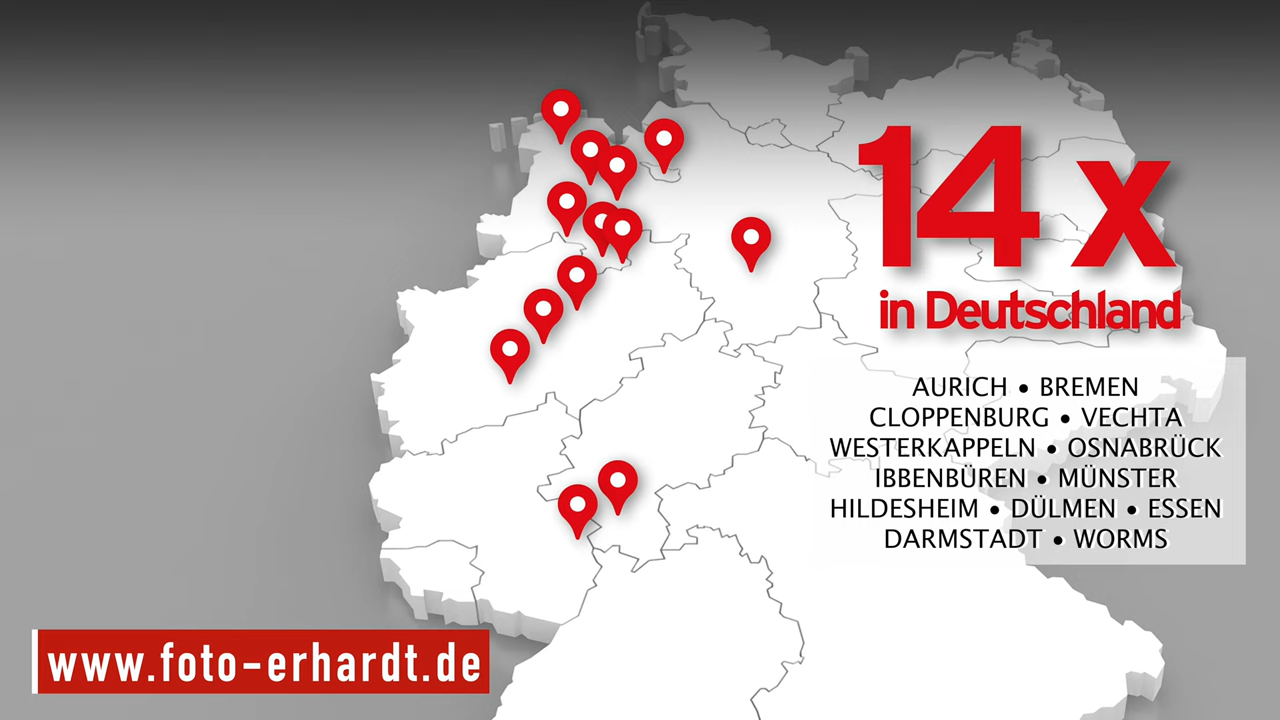 14 x
in Deutschland
AURICH • BREMEN
CLOPPENBURG • VECHTA
WESTERKAPPELN • OSNABRÜCK
IBBENBÜREN • MÜNSTER
HILDESHEIM • DÜLMEN • ESSEN
DARMSTADT • WORMS
www.foto-erhardt.de